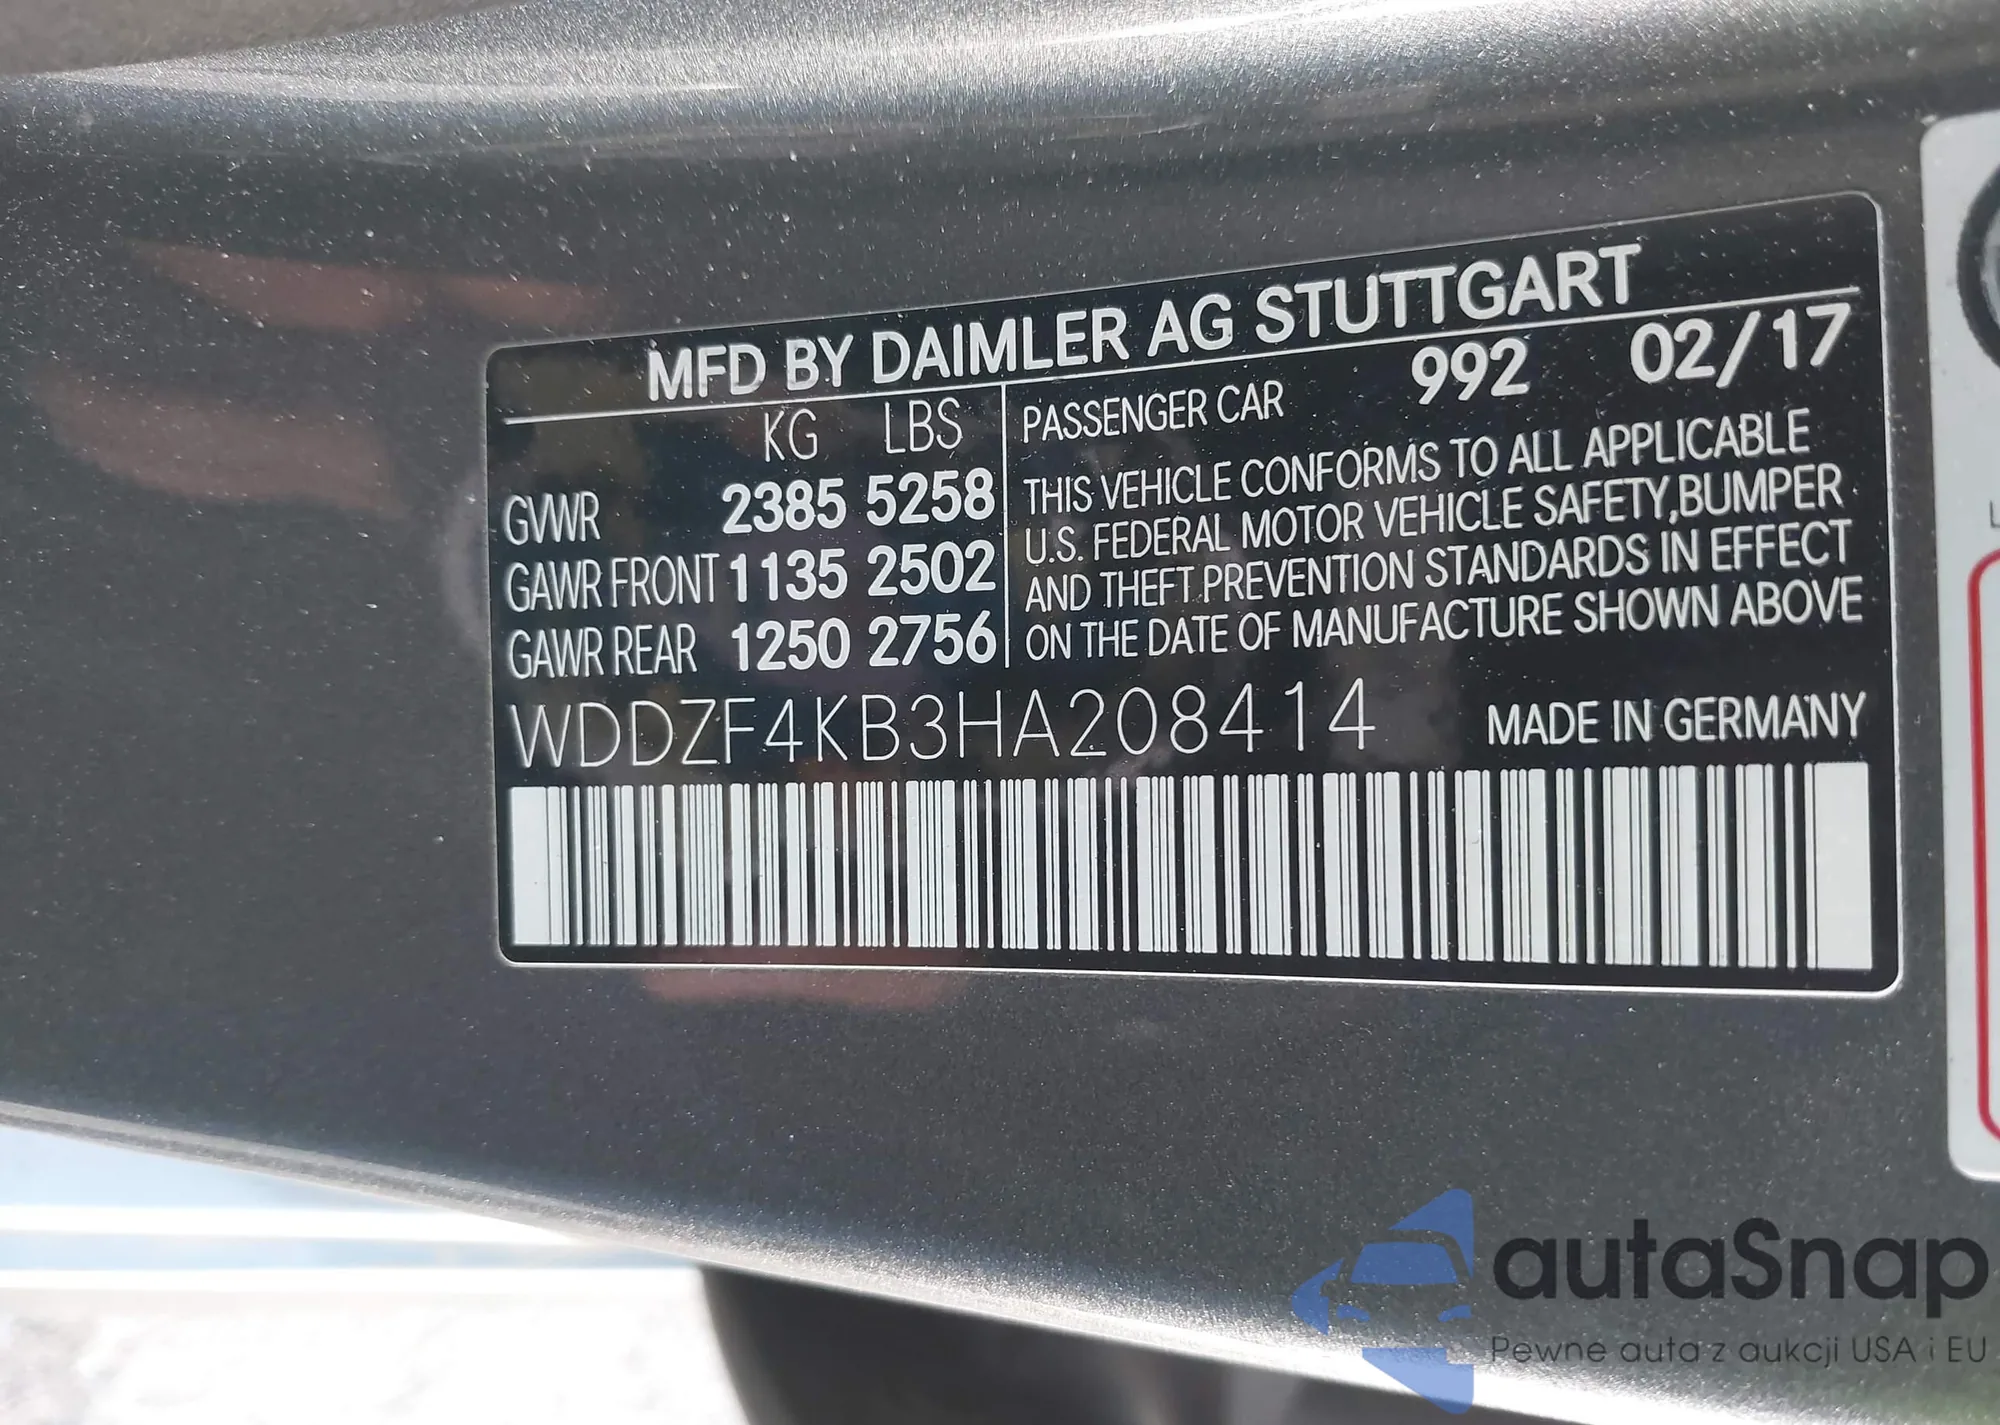 MFD BY DAIMLER AG STUTTGART
KG LBS
GVWR 2385 5258
GAWR FRONT 1135 2502
GAWR REAR 1250 2756
PASSENGER CAR 992 02/17
THIS VEHICLE CONFORMS TO ALL APPLICABLE
U.S. FEDERAL MOTOR VEHICLE SAFETY,BUMPER
AND THEFT PREVENTION STANDARDS IN EFFECT
ON THE DATE OF MANUFACTURE SHOWN ABOVE
WDDZF4KB3HA208414 MADE IN GERMANY
autaSnap
Pewne auta z aukcji USA i EU